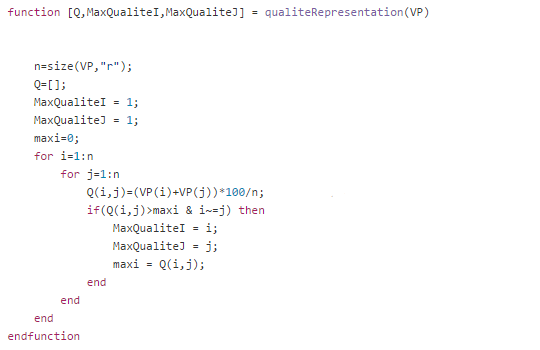 function [Q,MaxQualiteI,MaxQualiteJ] = qualiteRepresentation(VP)
n=size(VP,"r");
Q=[];
MaxQualiteI = 1;
MaxQualiteJ = 1;
maxi=0;
for i=1:n
for j=1:n
Q(i,j)=(VP(i)+VP(j))*100/n;
if(Q(i,j)>maxi & i~=j) then
MaxQualiteI = i;
MaxQualiteJ = j;
maxi = Q(i,j);
end
end
end
endfunction